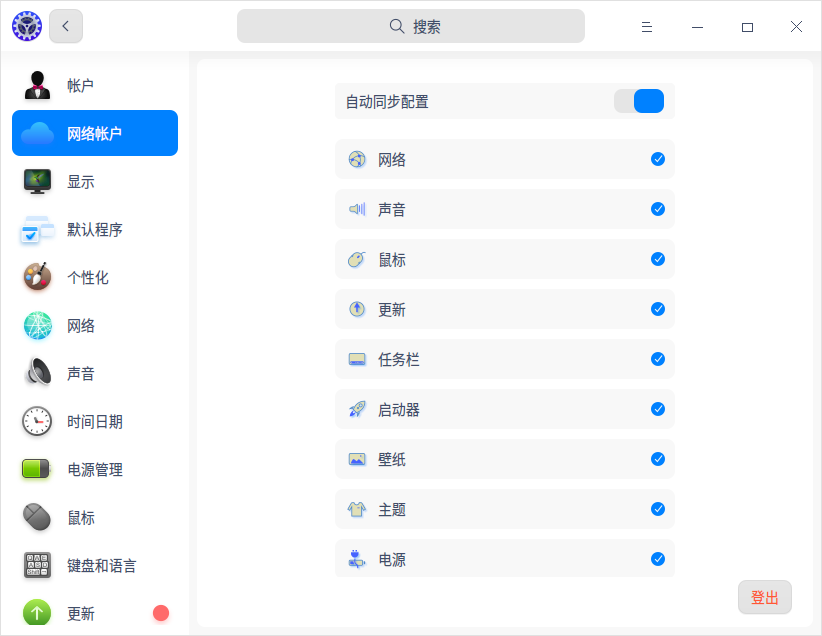 搜索
帐户
网络帐户
显示
默认程序
个性化
网络
声音
时间日期
电源管理
鼠标
键盘和语言
更新
自动同步配置
网络
声音
鼠标
更新
任务栏
启动器
壁纸
主题
电源
登出